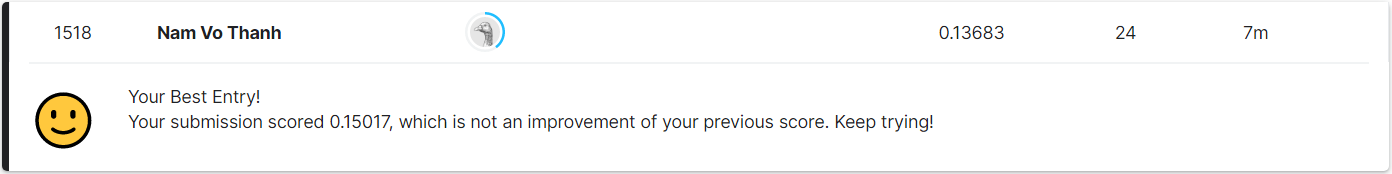 1518 Nam Vo Thanh 0.13683 24 7m
Your Best Entry!
Your submission scored 0.15017, which is not an improvement of your previous score. Keep trying!